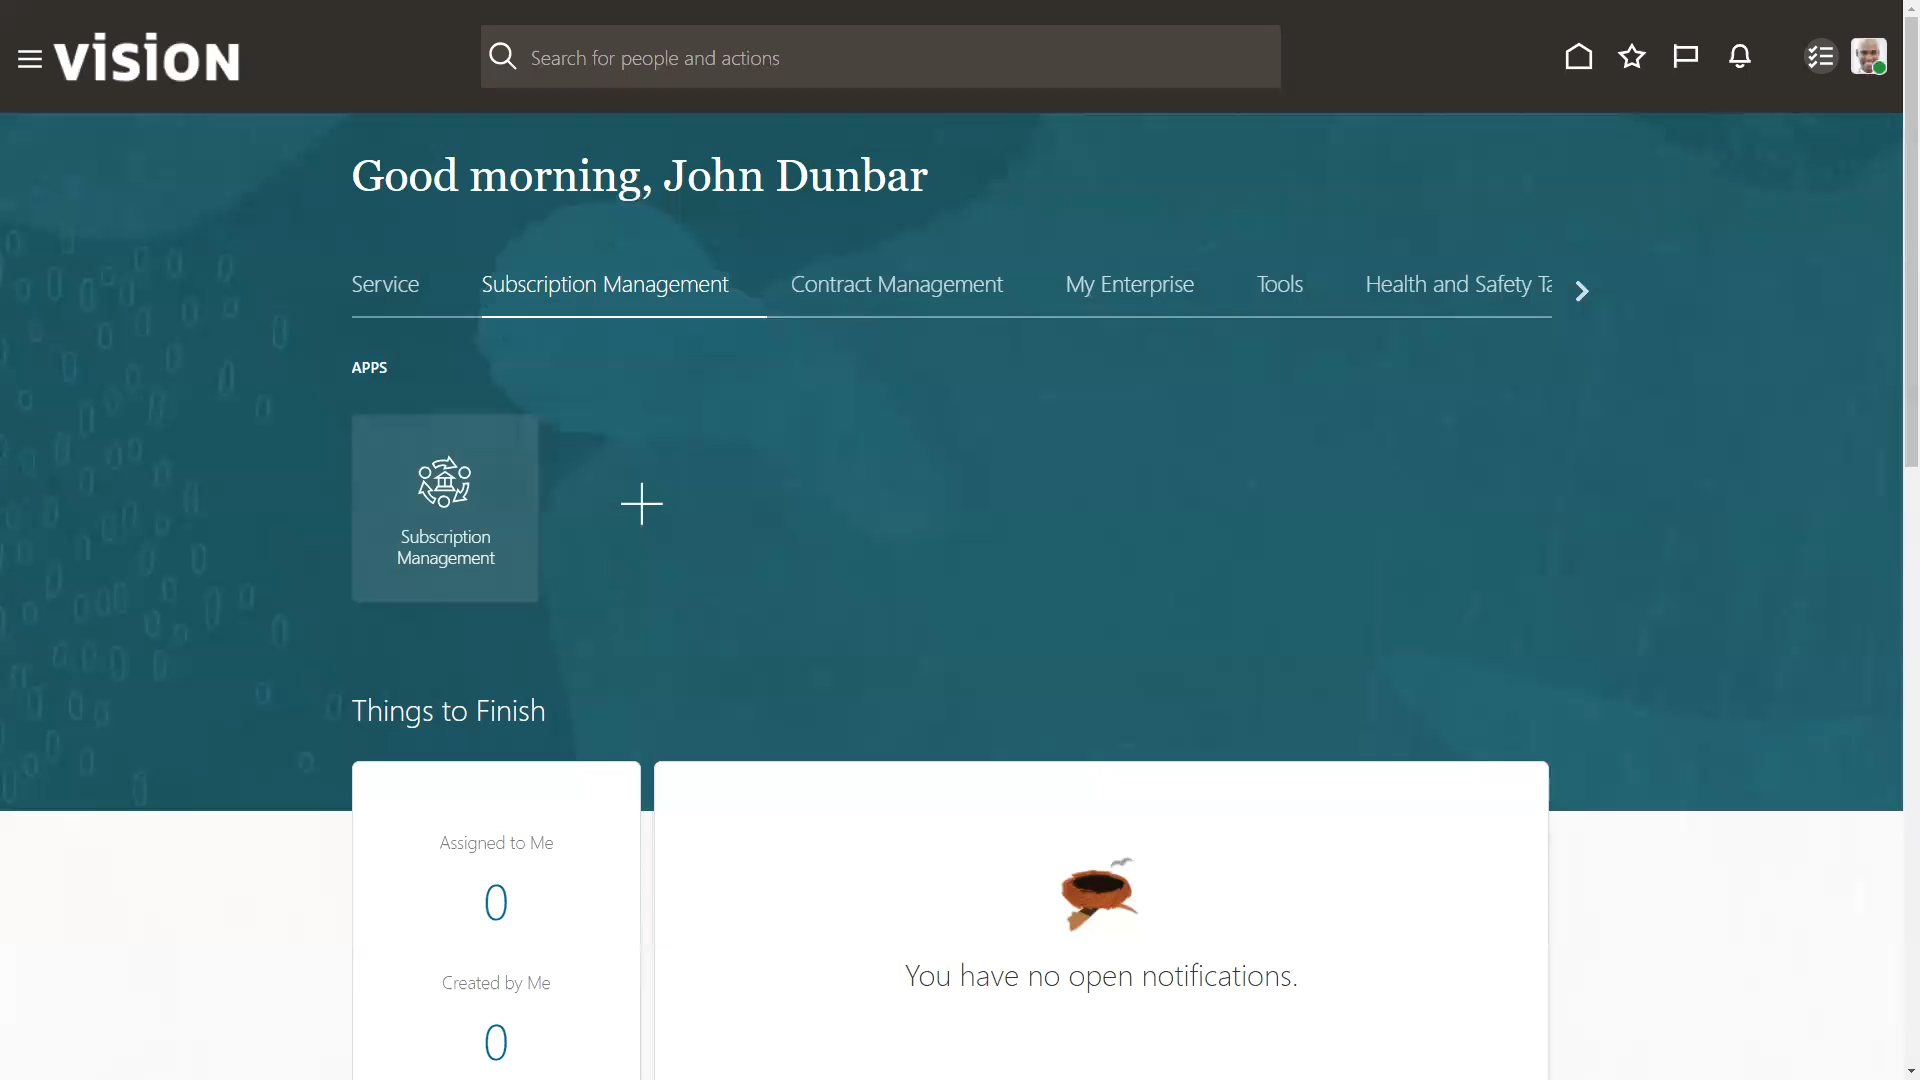 vision
Search for people and actions
Good morning, John Dunbar
Service
Subscription Management
Contract Management
My Enterprise
Tools
Health and Safety Ta
APPS
Subscription
Management
Things to Finish
Assigned to Me
0
Created by Me
0
You have no open notifications.